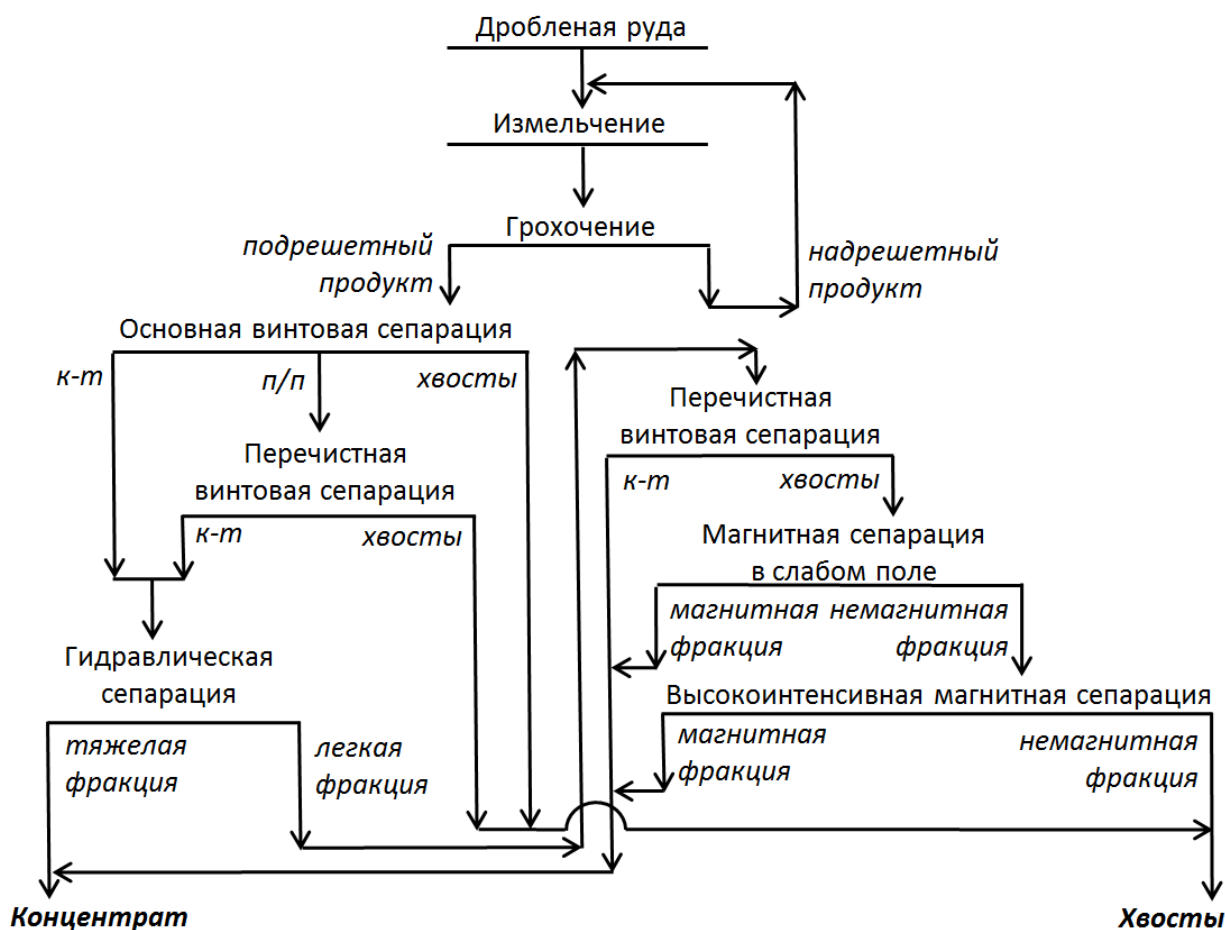 Дробленая руда
Измельчение
Грохочение
подрешетный
продукт
надрешетный
продукт
Основная винтовая сепарация
к-т
п/п
хвосты
Перечистная
винтовая сепарация
к-т
хвосты
Перечистная
винтовая сепарация
к-т
хвосты
Магнитная сепарация
в слабом поле
магнитная
фракция
немагнитная
фракция
Гидравлическая
сепарация
тяжелая
фракция
легкая
фракция
Высокоинтенсивная магнитная сепарация
магнитная
фракция
немагнитная
фракция
Концентрат
Хвосты